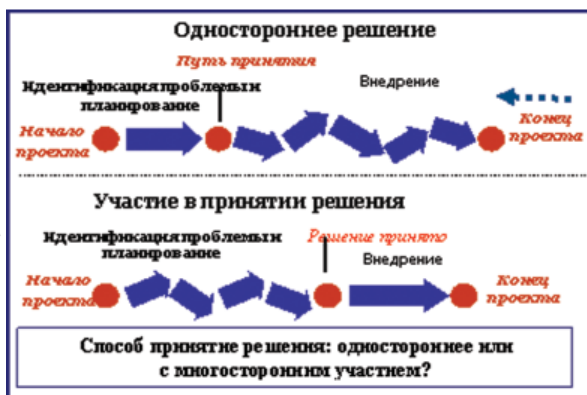 Одностороннее решение
Путь принятия
Идентификация проблемы и
планирование
Внедрение
Начало
проекта
Конец
проекта
Участие в принятии решения
Идентификация проблемы и
планирование
Решение принято
Внедрение
Начало
проекта
Конец
проекта
Способ принятие решения: одностороннее или
с многосторонним участием?